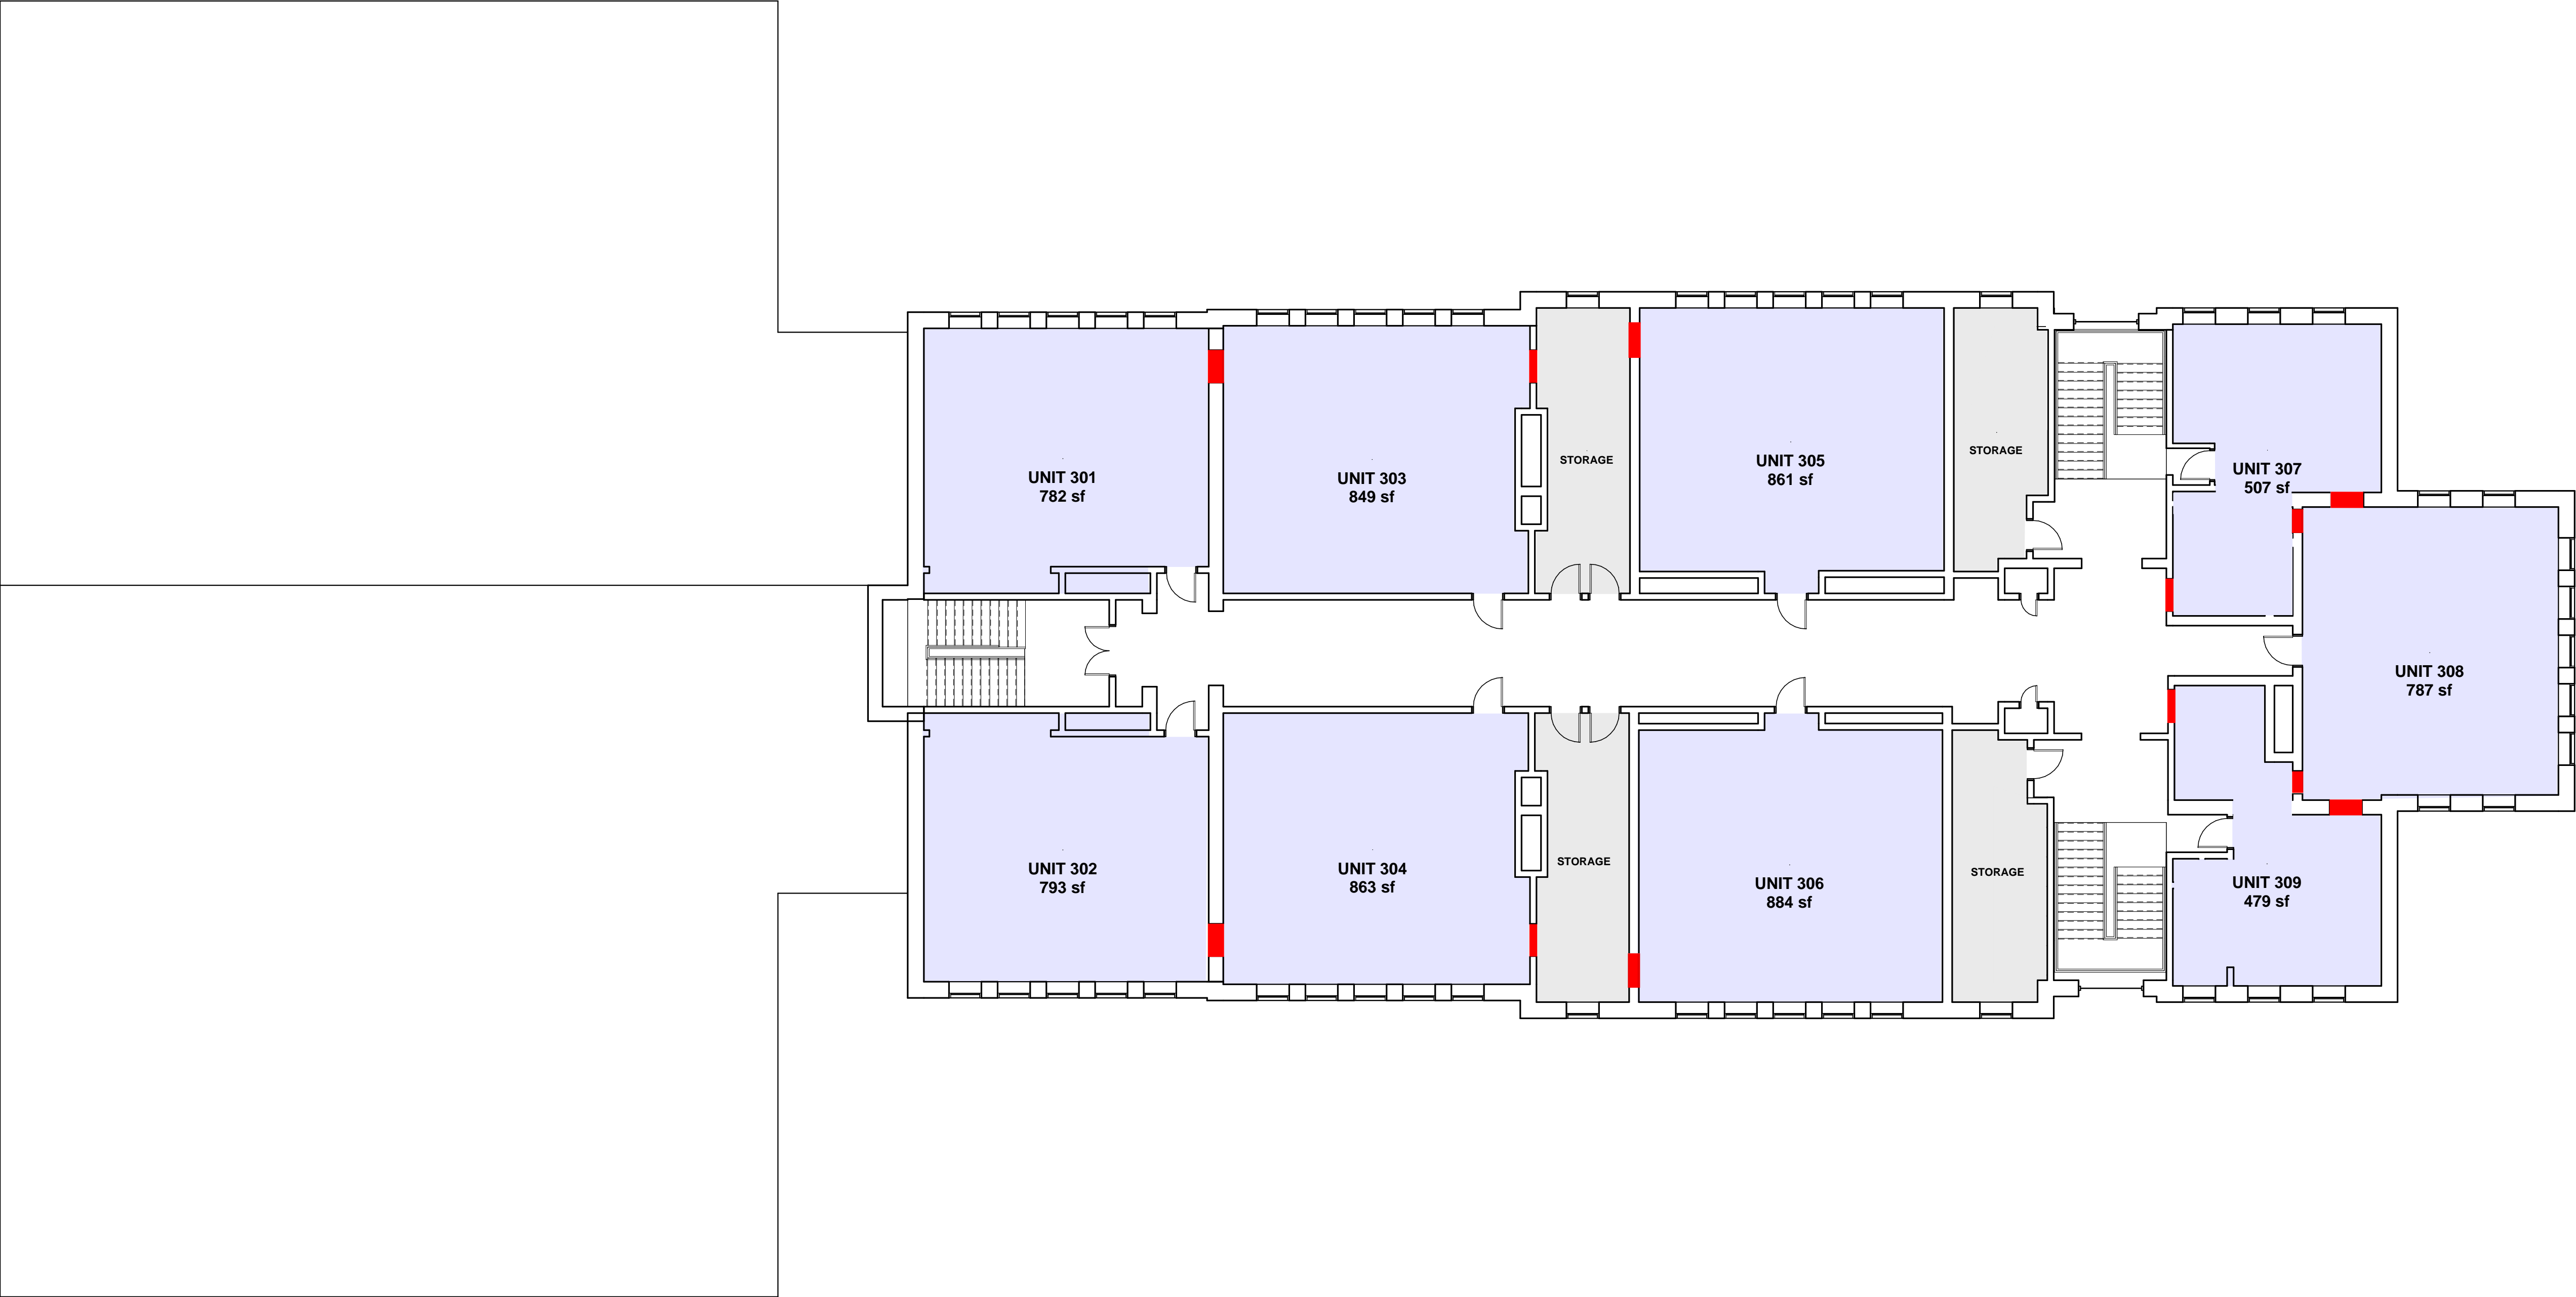 UNIT 301
782 sf
UNIT 303
849 sf
STORAGE
UNIT 305
861 sf
STORAGE
UNIT 307
507 sf
UNIT 308
787 sf
UNIT 302
793 sf
UNIT 304
863 sf
STORAGE
UNIT 306
884 sf
STORAGE
UNIT 309
479 sf